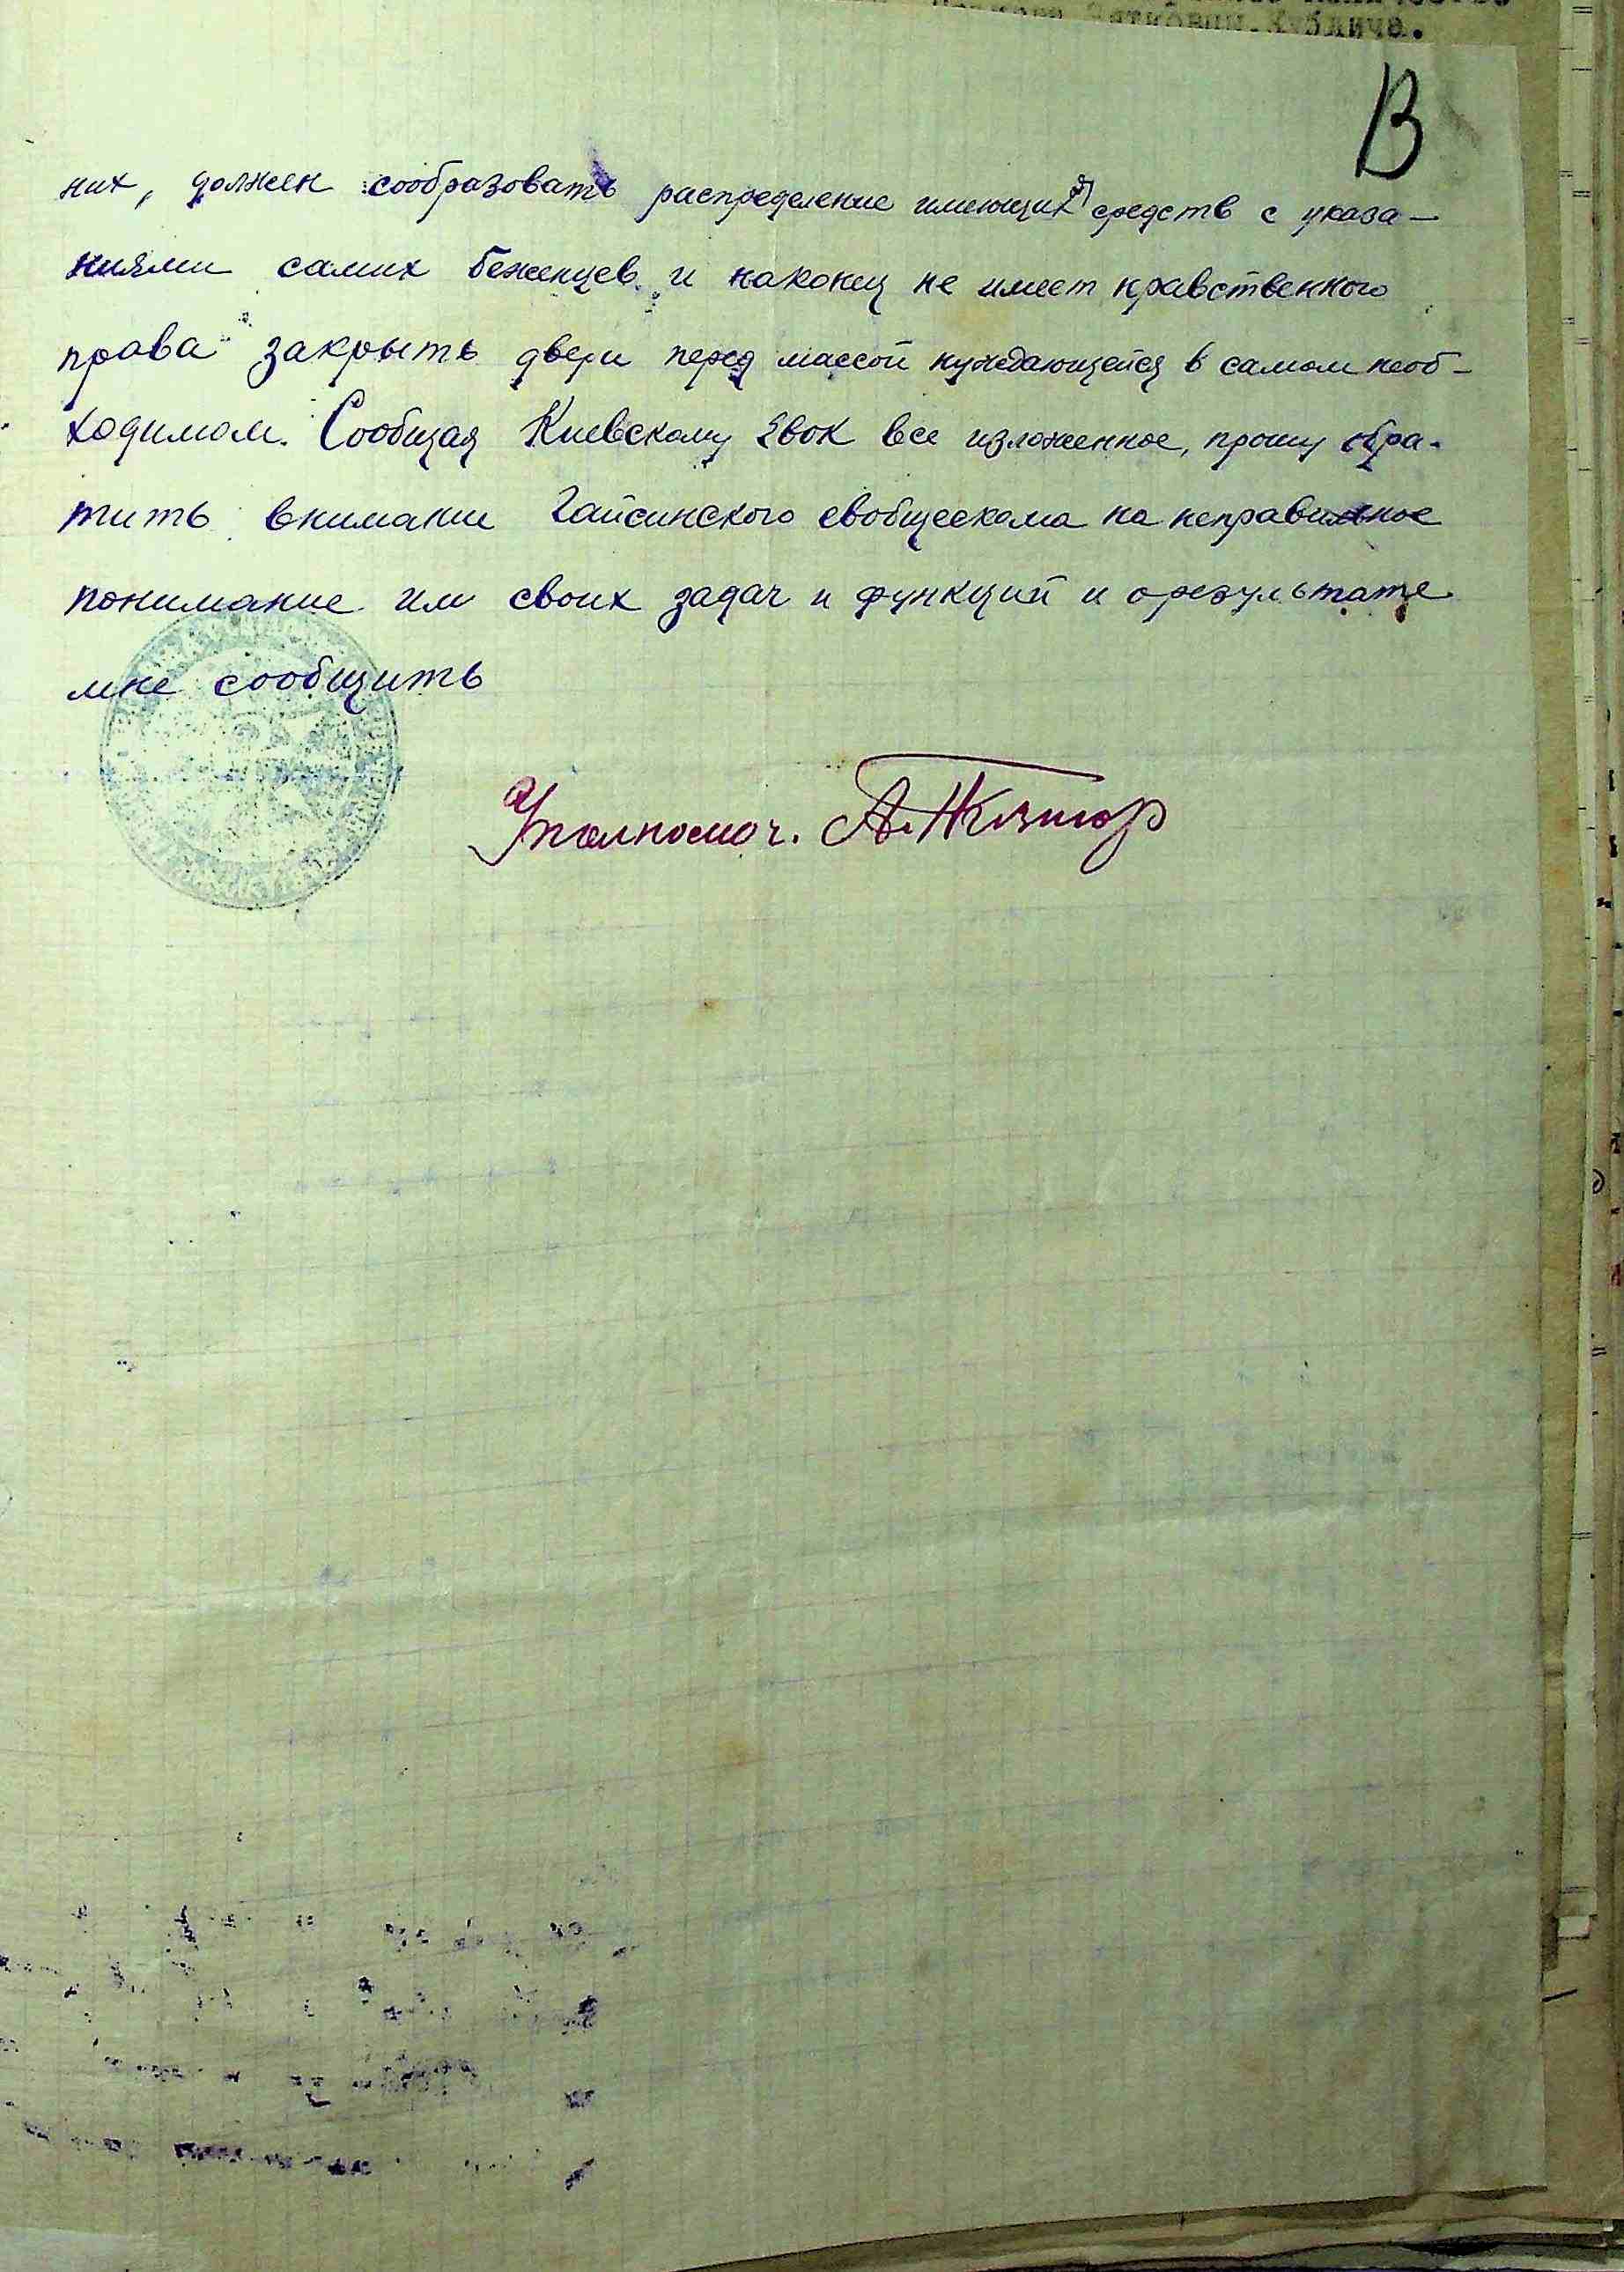 Кублича.
В
них, должен сообразовать распределение имеющихся средств с указа-
ниями самих беженцев и наконец не имеет нравственного
права закрыть двери перед массой нуждающейся в самом необ-
ходимом. Сообщая Киевскому Евок все изложенное, прошу обра-
тить внимание Гайсинского евобщескома на неправильное
понимание им своих задач и функций и о результате
мне сообщить
Уполномоч. А.